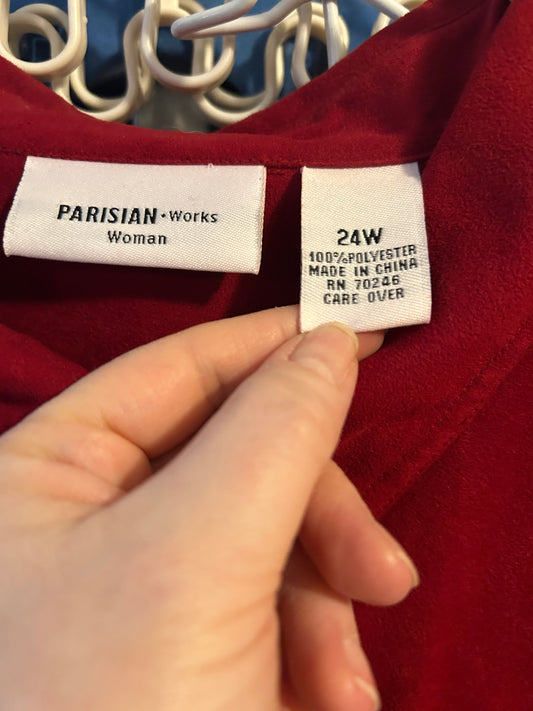 PARISIAN • Works
Woman
24W
100%POLYESTER
MADE IN CHINA
RN 70246
CARE OVER